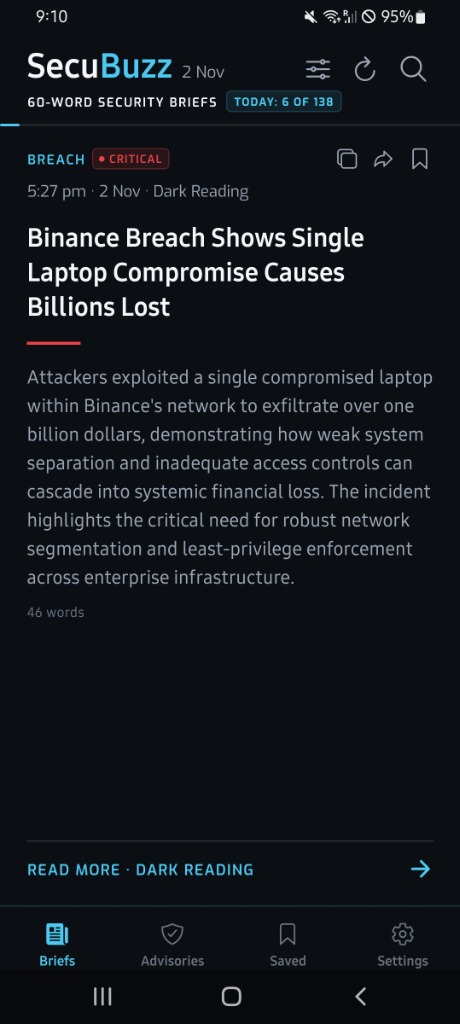 9:10 95%
SecuBuzz 2 Nov
60-WORD SECURITY BRIEFS TODAY: 6 OF 138
BREACH • CRITICAL
5:27 pm · 2 Nov · Dark Reading
Binance Breach Shows Single
Laptop Compromise Causes
Billions Lost
Attackers exploited a single compromised laptop
within Binance's network to exfiltrate over one
billion dollars, demonstrating how weak system
separation and inadequate access controls can
cascade into systemic financial loss. The incident
highlights the critical need for robust network
segmentation and least-privilege enforcement
across enterprise infrastructure.
46 words
READ MORE · DARK READING
Briefs Advisories Saved Settings